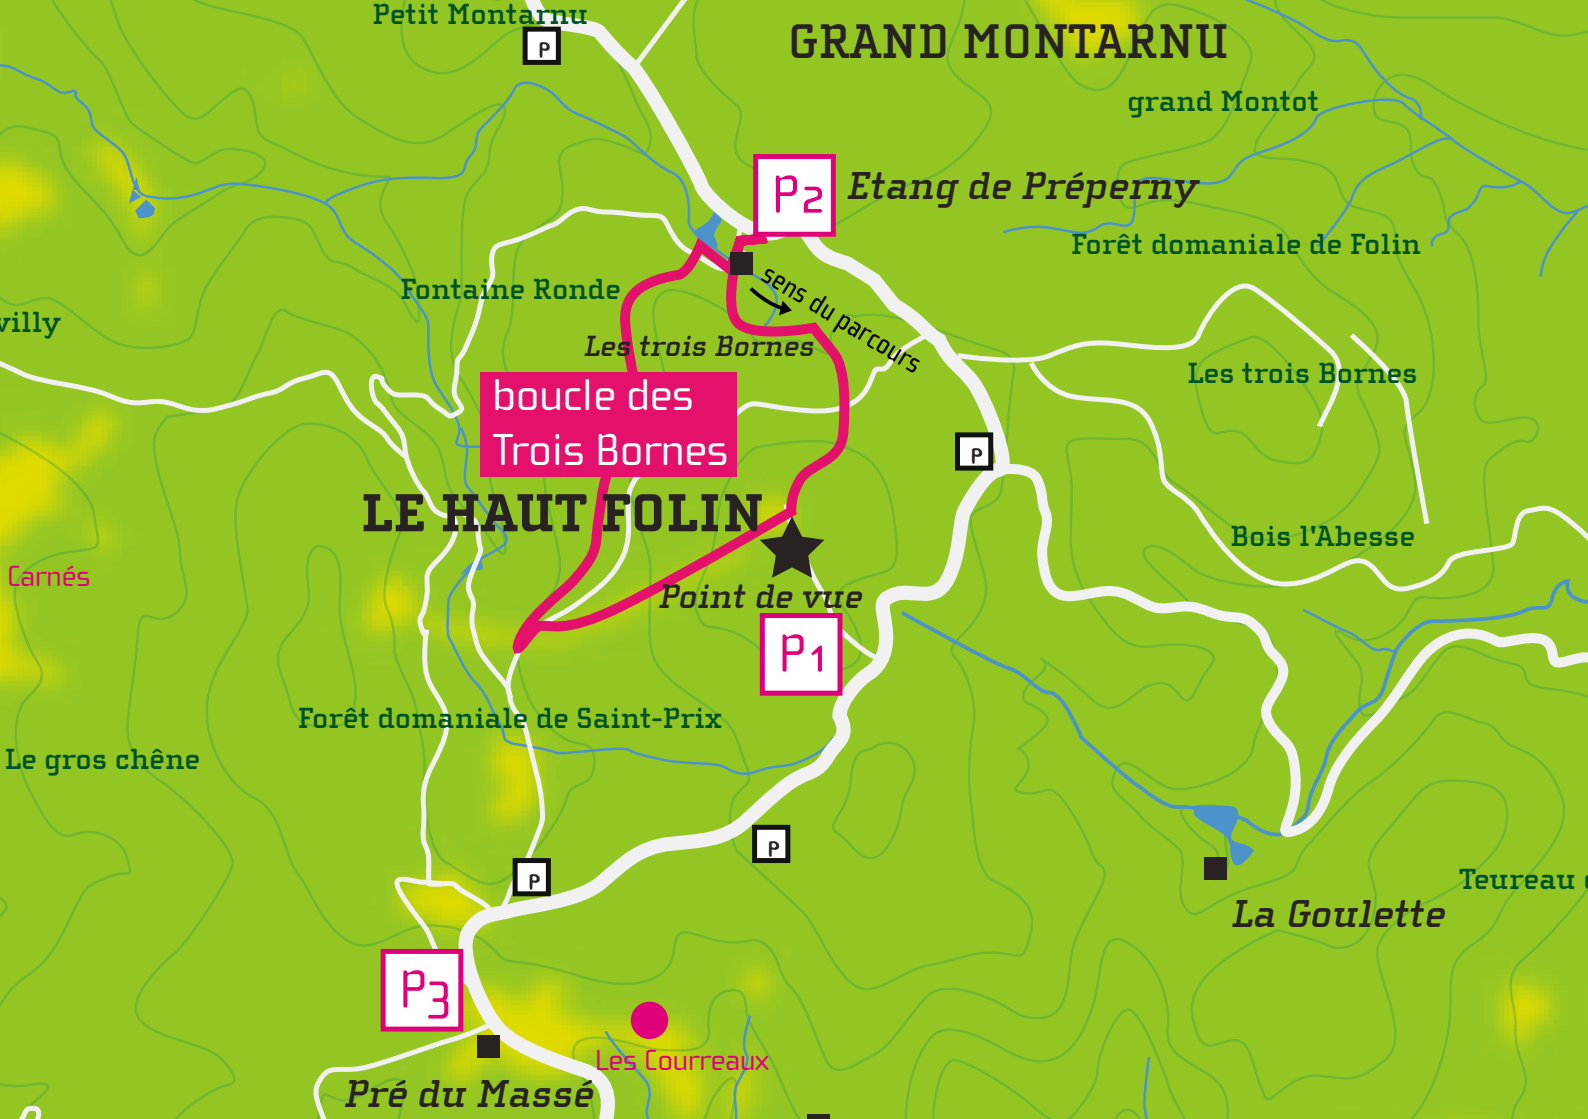 Petit Montarnu
P
GRAND MONTARNU
grand Montot
P2
Etang de Préperny
Forêt domaniale de Folin
Fontaine Ronde
sens du parcours
villy
Les trois Bornes
Les trois Bornes
boucle des
Trois Bornes
P
LE HAUT FOLIN
Bois l'Abesse
Carnés
Point de vue
P1
Forêt domaniale de Saint-Prix
Le gros chêne
P
P
Teureau
La Goulette
P3
Les Courreaux
Pré du Massé